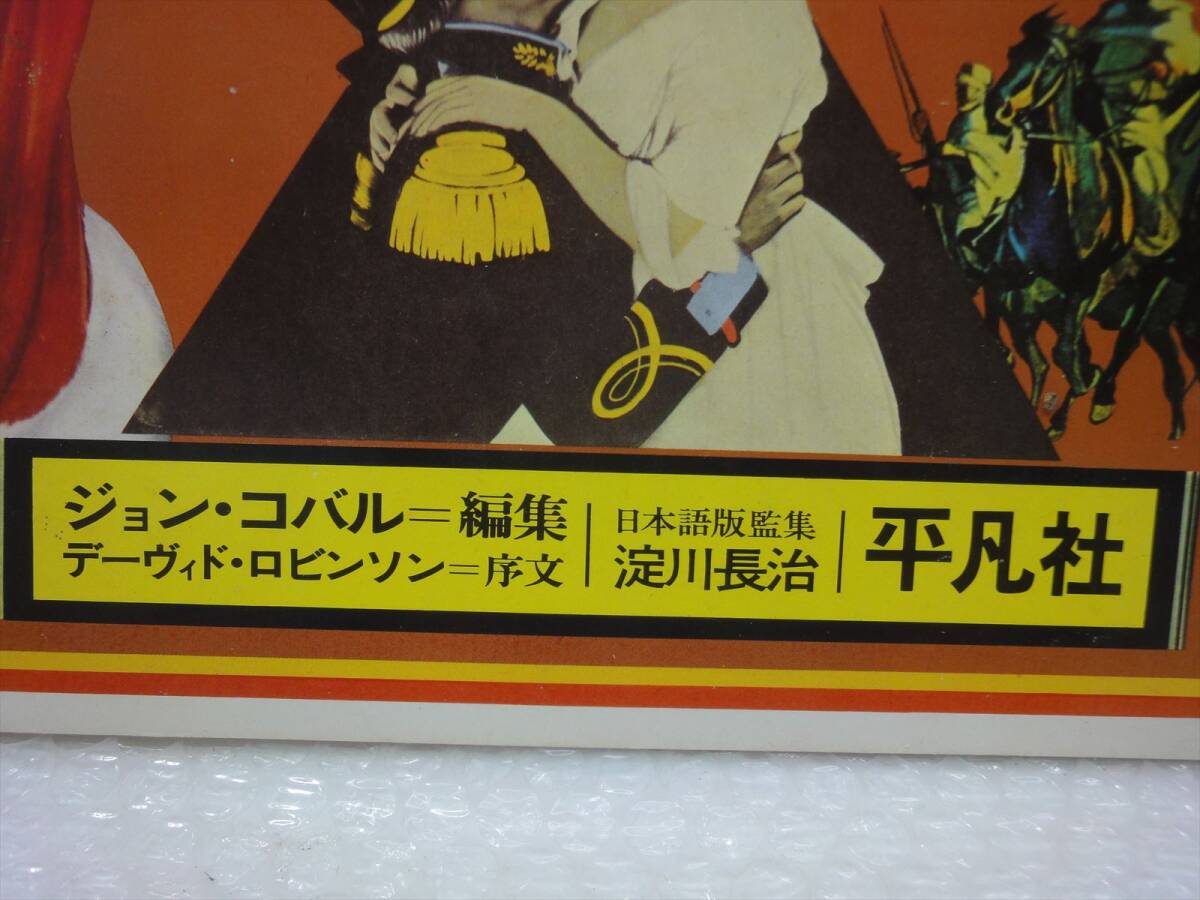 ジョン・コバル＝編集
デーヴィド・ロビンソン＝序文
日本語版監集
淀川長治
平凡社